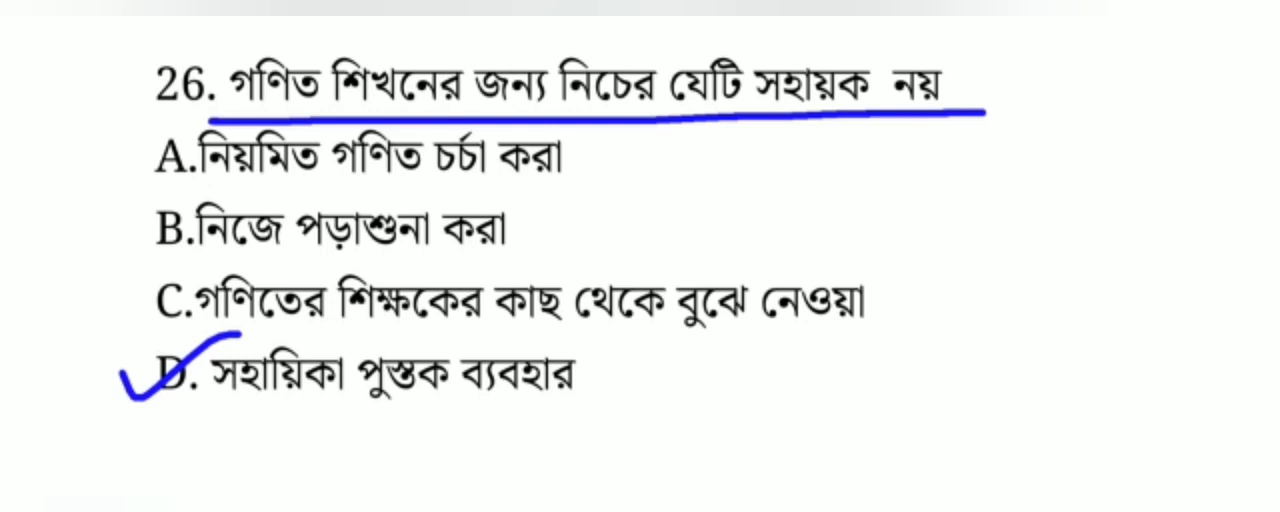 26. গণিত শিখনের জন্য নিচের যেটি সহায়ক নয়
A.নিয়মিত গণিত চর্চা করা
B.নিজে পড়াশুনা করা
C.গণিতের শিক্ষকের কাছ থেকে বুঝে নেওয়া
D. সহায়িকা পুস্তক ব্যবহার